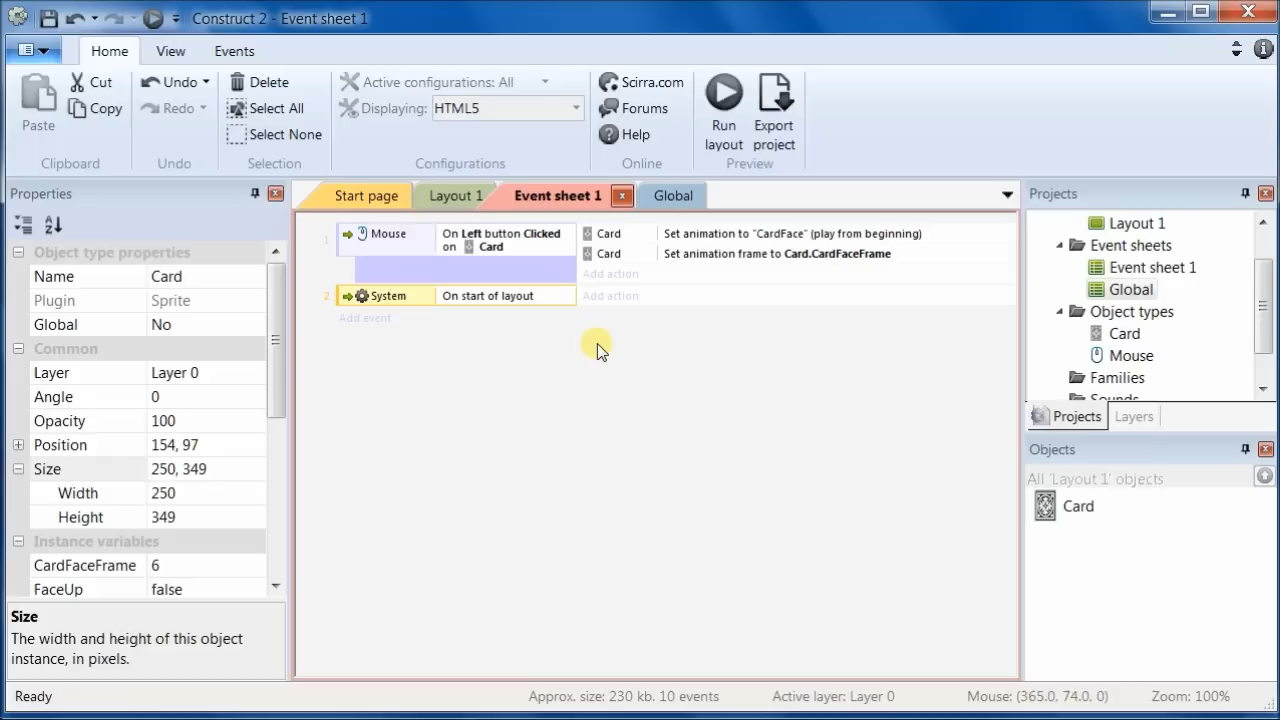 Construct 2 - Event sheet 1
Home
View
Events
Paste
Cut
Copy
Clipboard
Undo
Redo
Undo
Delete
Select All
Select None
Selection
Active configurations: All
Displaying:
HTML5
Configurations
Scirra.com
Forums
Help
Online
Run
layout
Export
project
Preview
Properties
Object type properties
Name
Card
Plugin
Sprite
Global
No
Common
Layer
Layer 0
Angle
0
Opacity
100
Position
154, 97
Size
250, 349
Width
250
Height
349
Instance variables
CardFaceFrame
6
FaceUp
false
Size
The width and height of this object
instance, in pixels.
Start page
Layout 1
Event sheet 1
Global
1
Mouse
On Left button Clicked
on Card
Card
Set animation to "CardFace" (play from beginning)
Card
Set animation frame to Card.CardFaceFrame
Add action
2
System
On start of layout
Add action
Add event
Projects
Layout 1
Event sheets
Event sheet 1
Global
Object types
Card
Mouse
Families
Sounds
Projects
Layers
Objects
All 'Layout 1' objects
Card
Ready
Approx. size: 230 kb. 10 events
Active layer: Layer 0
Mouse: (365.0, 74.0, 0)
Zoom: 100%